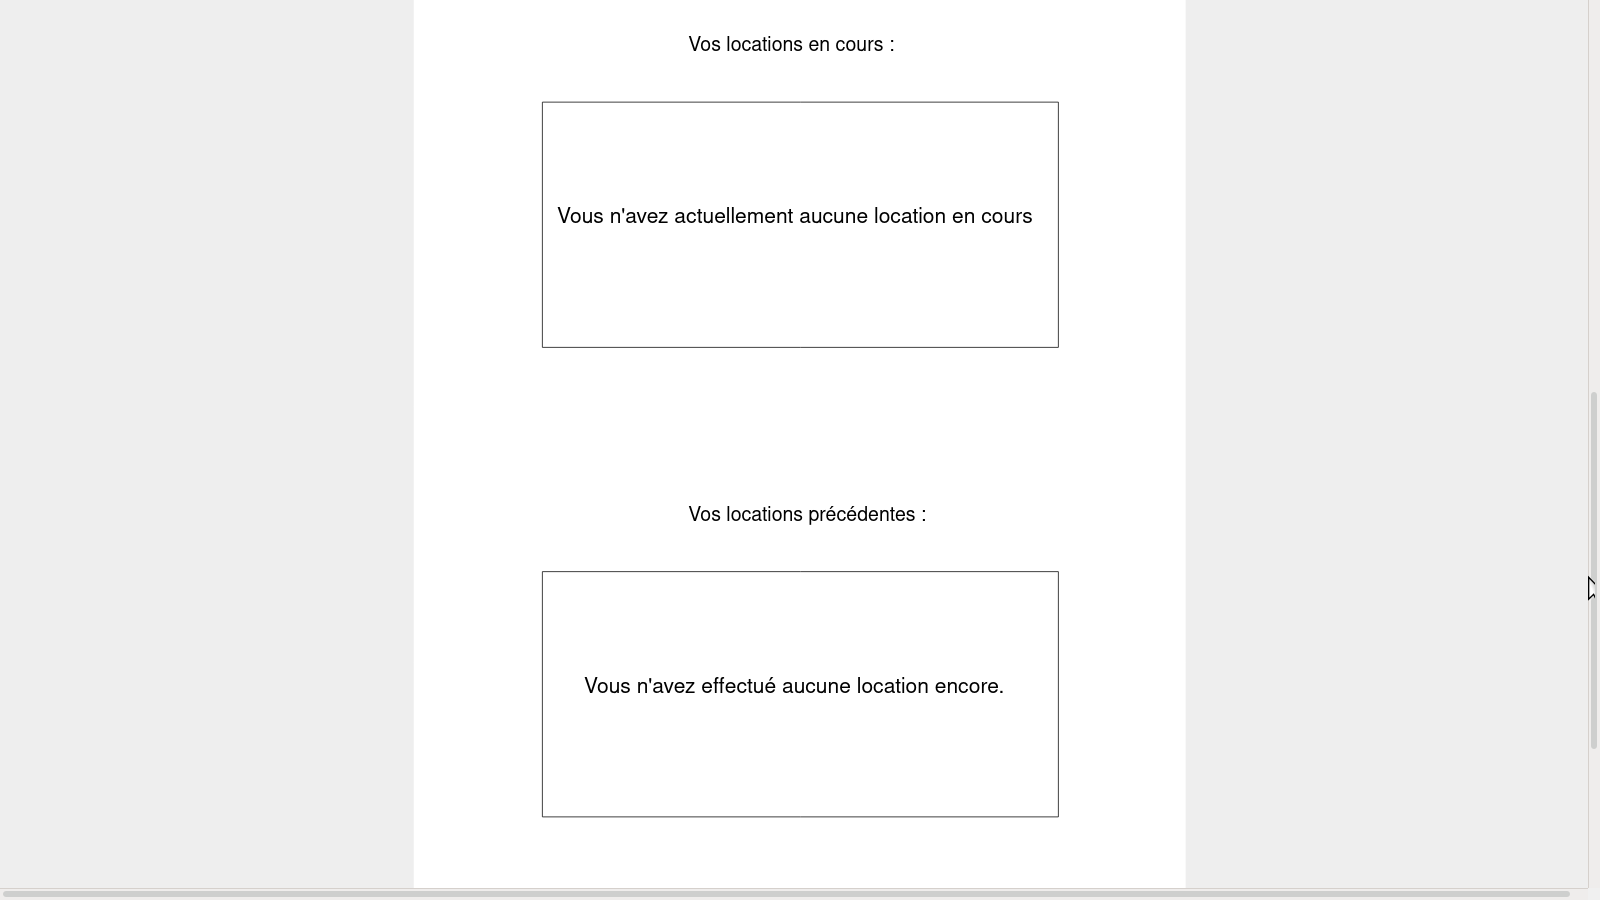 Vos locations en cours :
Vous n'avez actuellement aucune location en cours
Vos locations précédentes :
Vous n'avez effectué aucune location encore.